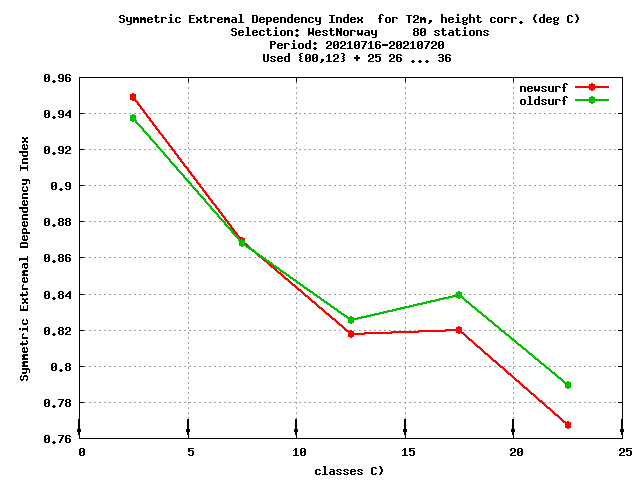 Symmetric Extremal Dependency Index  for T2m, height corr. (deg C)
Selection: WestNorway     80 stations
Period: 20210716-20210720
Used {00,12} + 25 26 ... 36
newsurf
oldsurf
0.96
0.94
0.92
0.9
0.88
0.86
0.84
0.82
0.8
0.78
0.76
Symmetric Extremal Dependency Index
0 5 10 15 20 25
classes C)